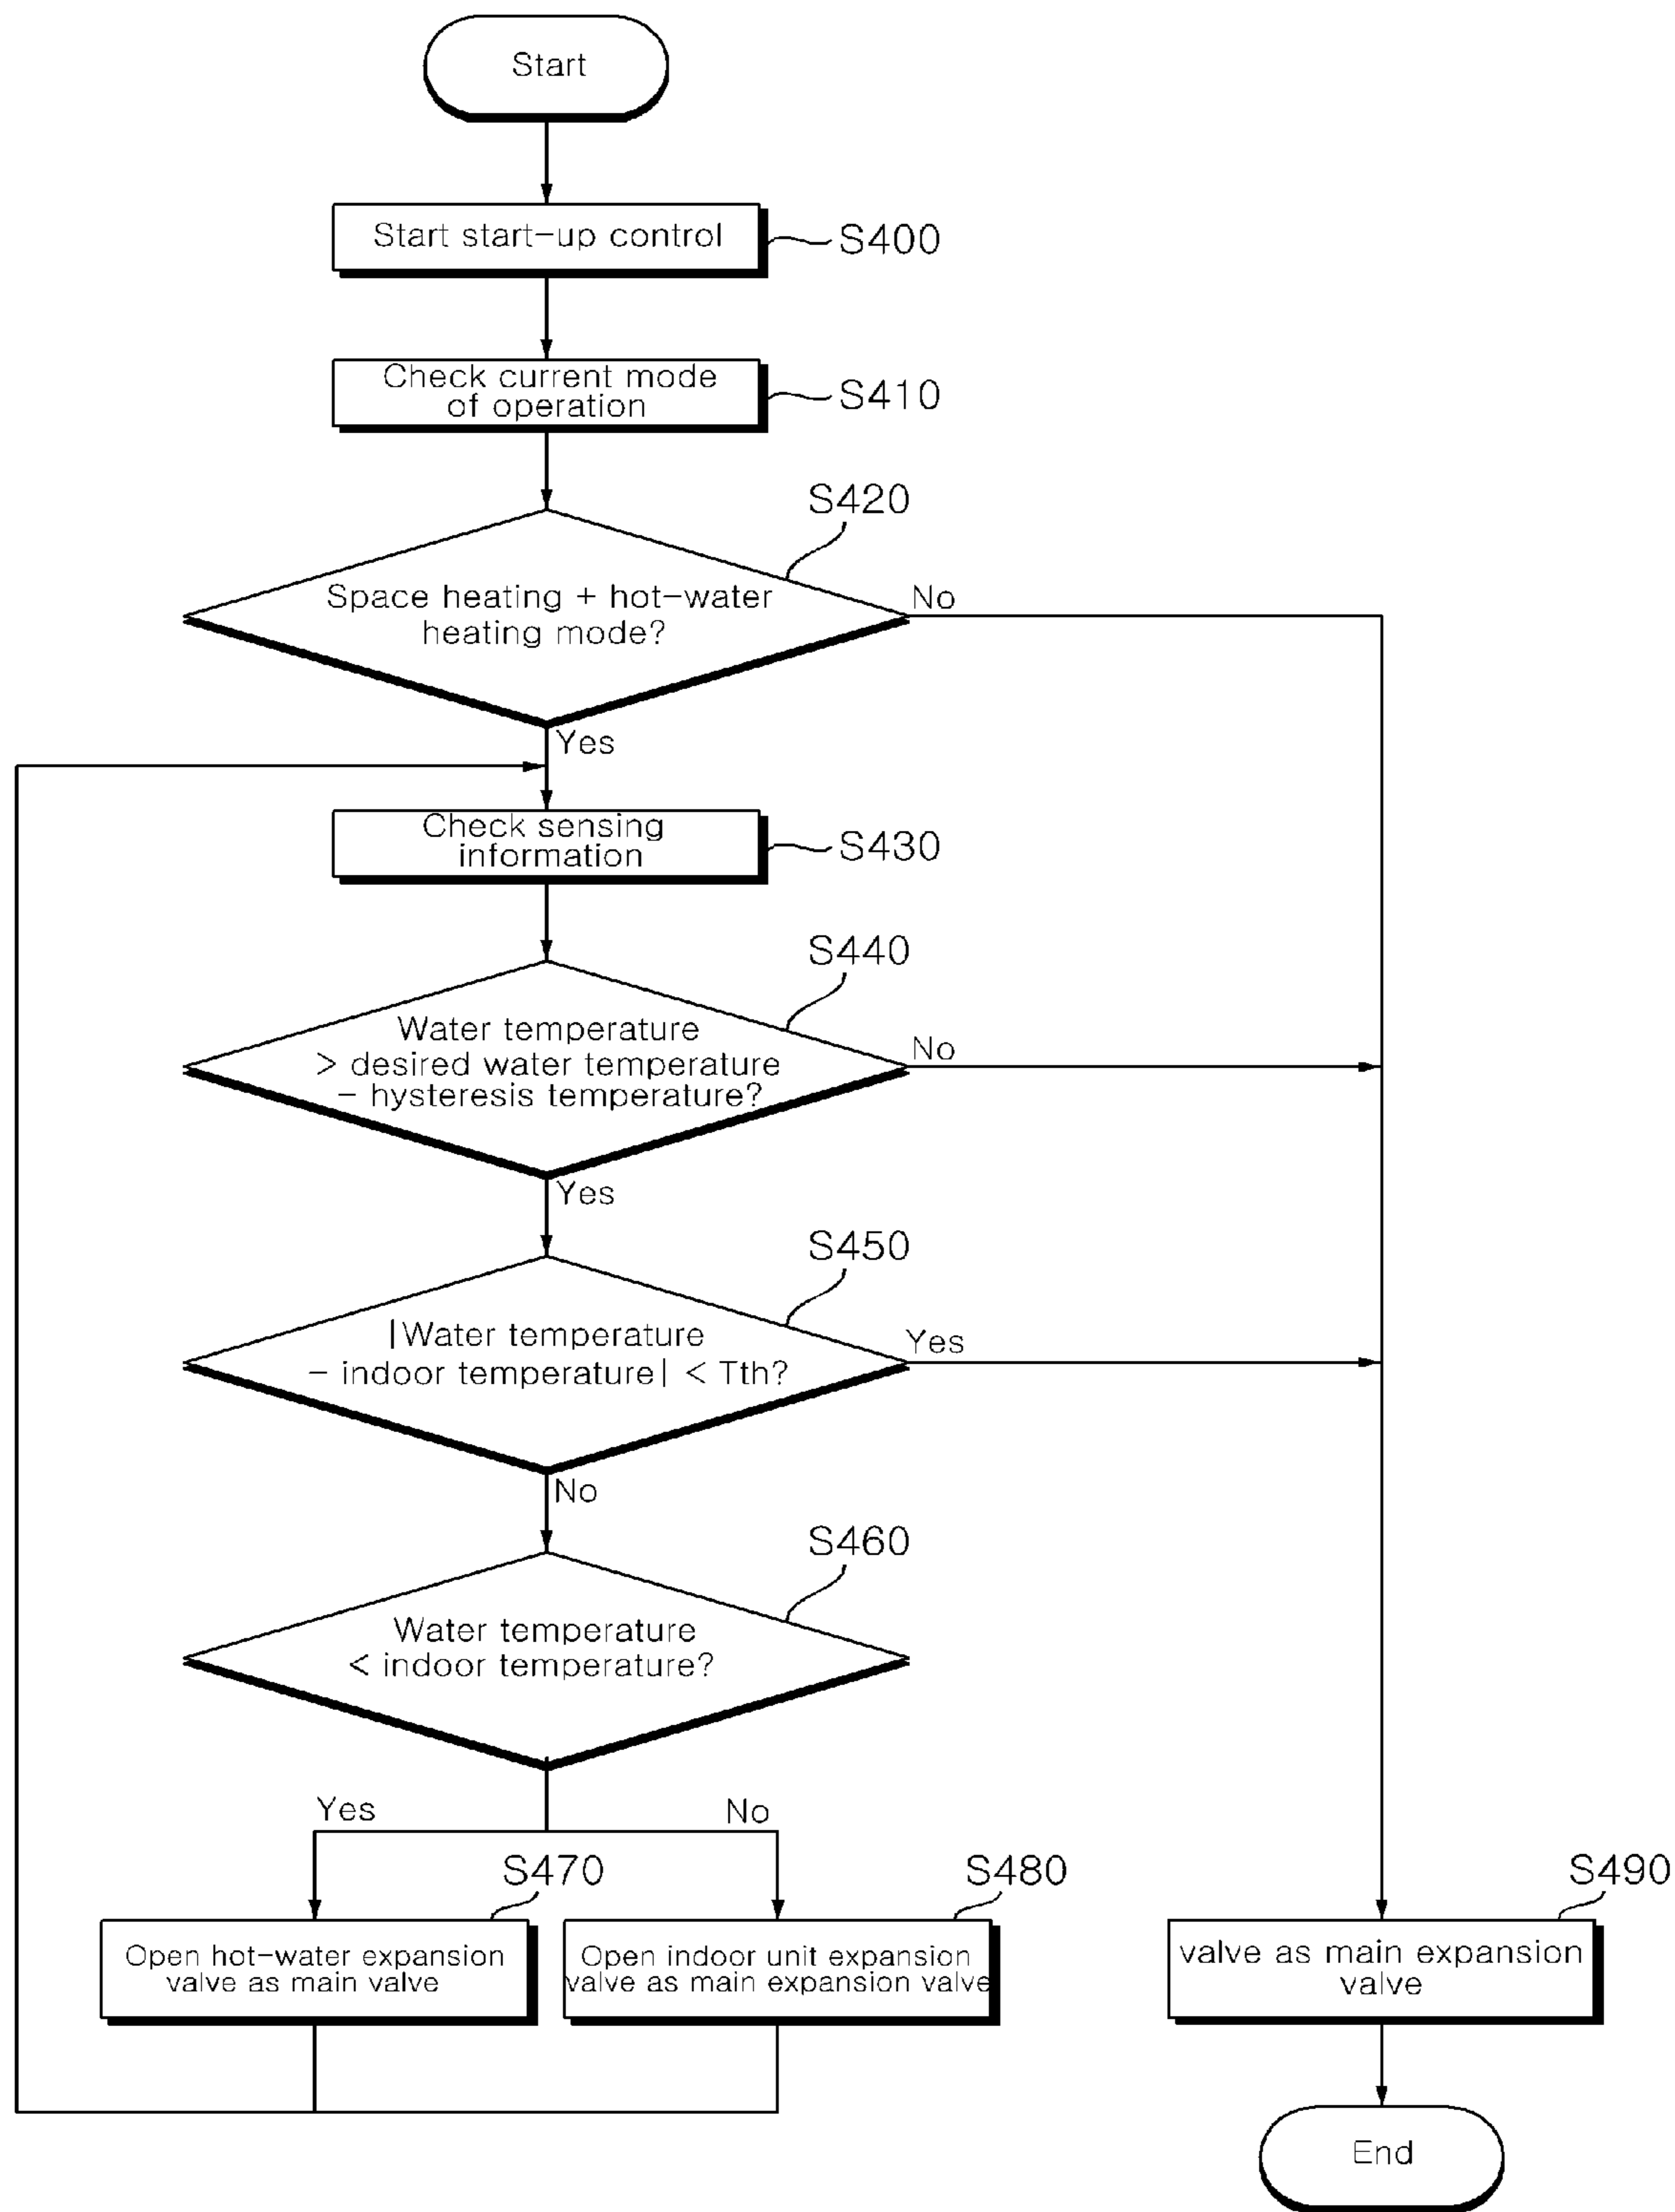 Start
Start start-up control
S400
Check current mode
of operation
S410
S420
Space heating + hot-water
heating mode?
No
Yes
Check sensing
information
S430
S440
Water temperature
> desired water temperature
- hysteresis temperature?
No
Yes
S450
|Water temperature
- indoor temperature| < Tth?
Yes
No
S460
Water temperature
< indoor temperature?
Yes
No
S470
S480
S490
Open hot-water expansion
valve as main valve
Open indoor unit expansion
valve as main expansion valve
valve as main expansion
valve
End